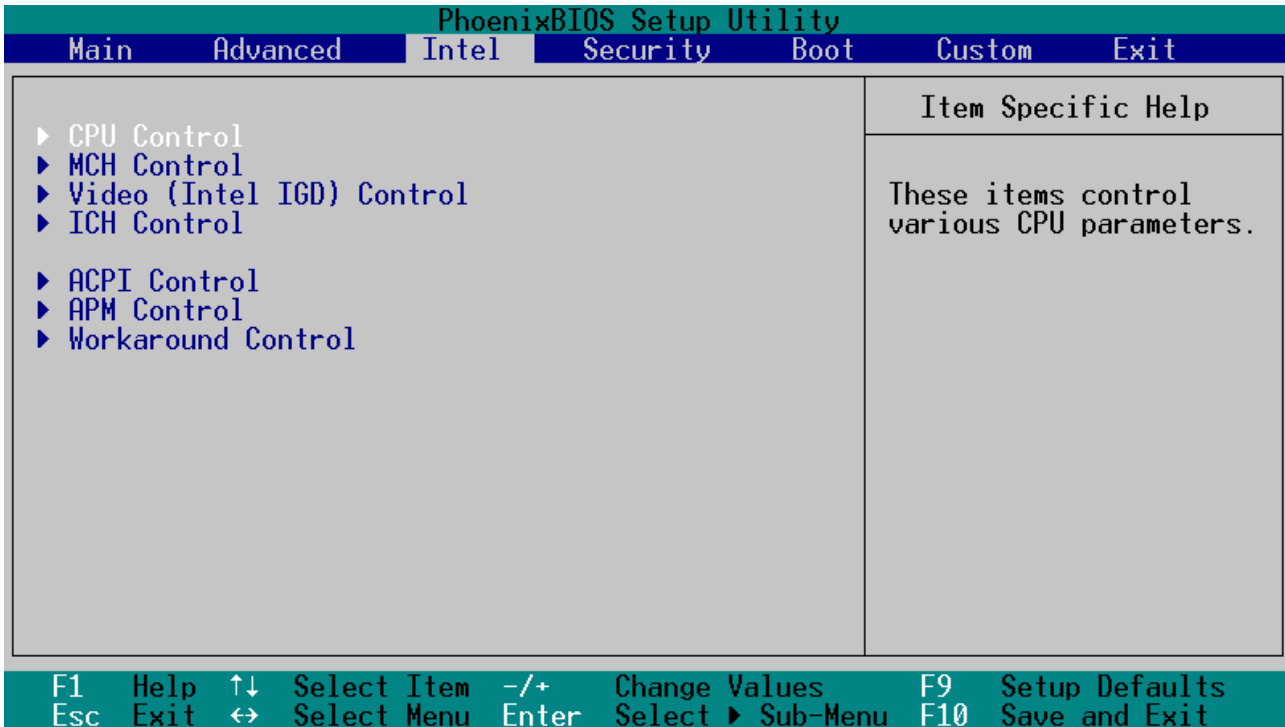 PhoenixBIOS Setup Utility
Main Advanced Intel Security Boot Custom Exit
CPU Control
MCH Control
Video (Intel IGD) Control
ICH Control
ACPI Control
APM Control
Workaround Control
Item Specific Help
These items control
various CPU parameters.
F1 Help ↑↓ Select Item -/+ Change Values F9 Setup Defaults
Esc Exit ↔ Select Menu Enter Select ▶ Sub-Menu F10 Save and Exit